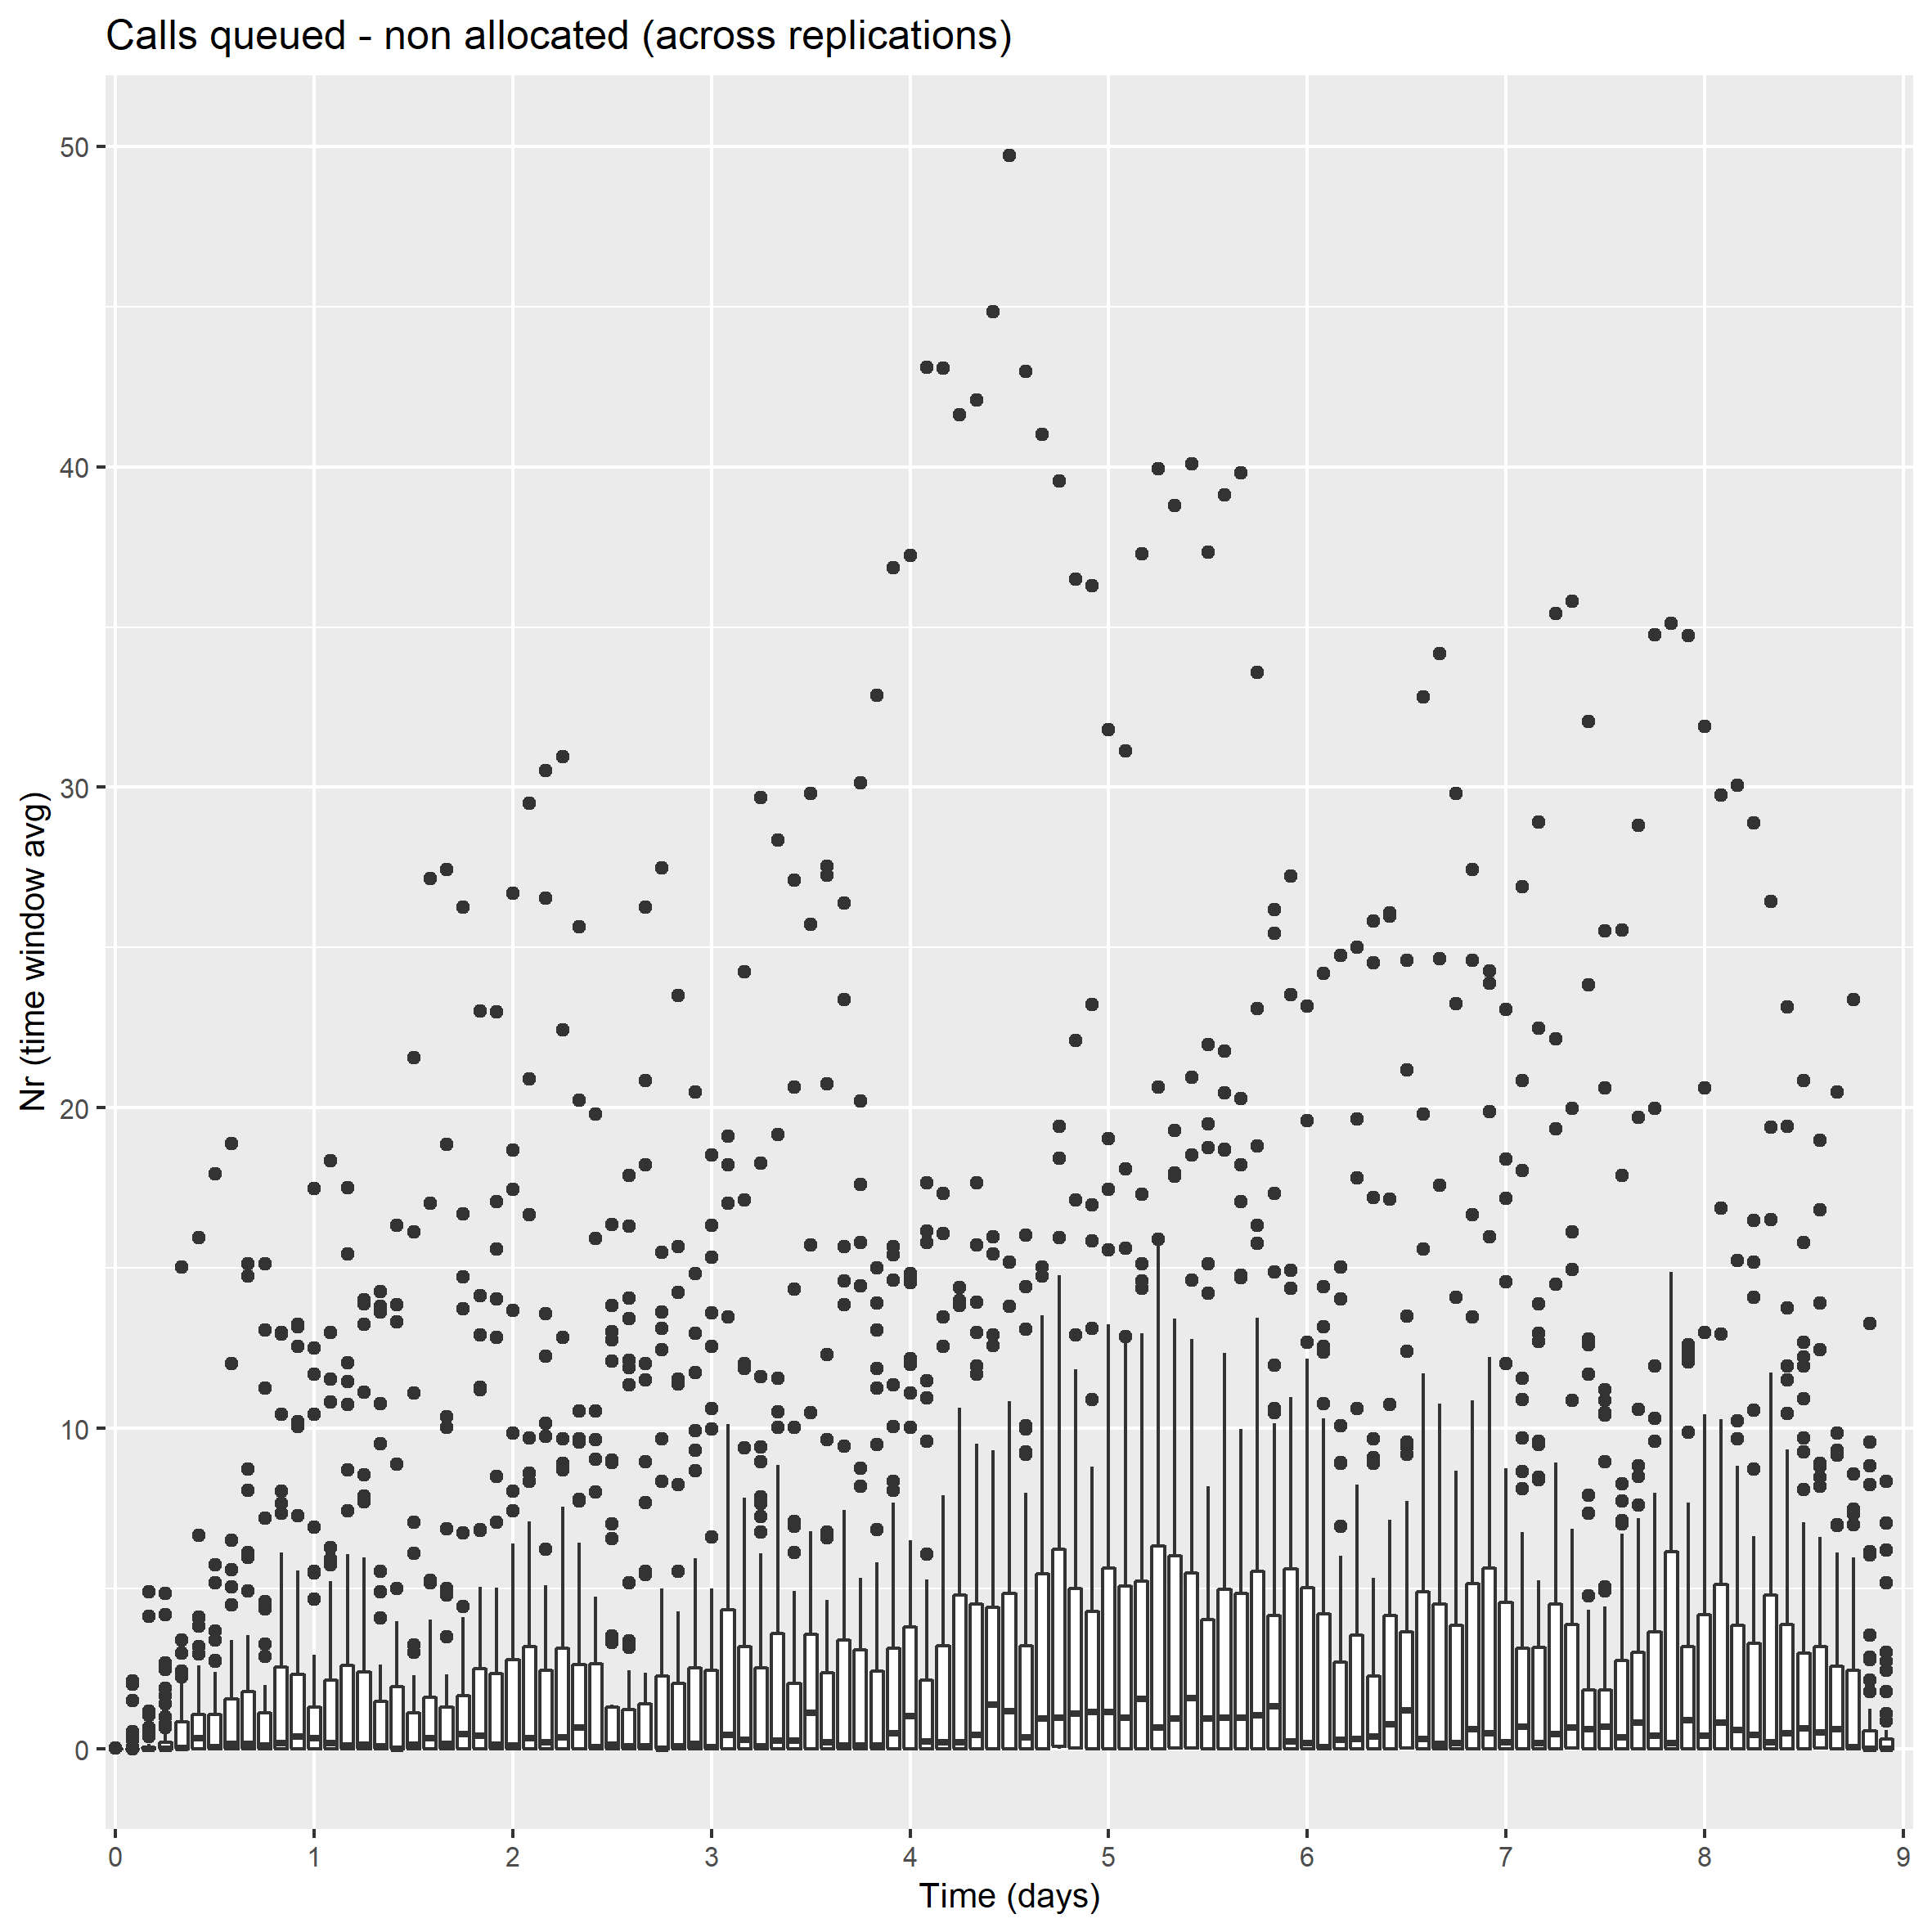 Calls queued - non allocated (across replications)
Nr (time window avg)
50
40
30
20
10
0
0 1 2 3 4 5 6 7 8 9
Time (days)